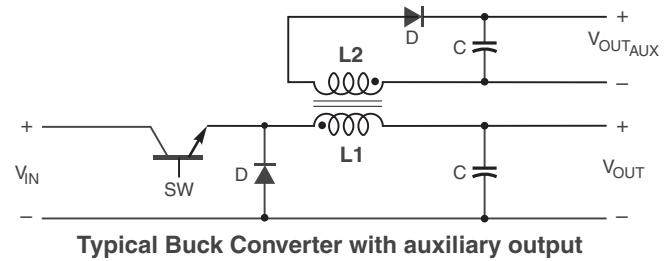 +
D
C
V_OUT_AUX
L2
−
+
+
L1
V_IN
SW
D
C
V_OUT
−
−
Typical Buck Converter with auxiliary output